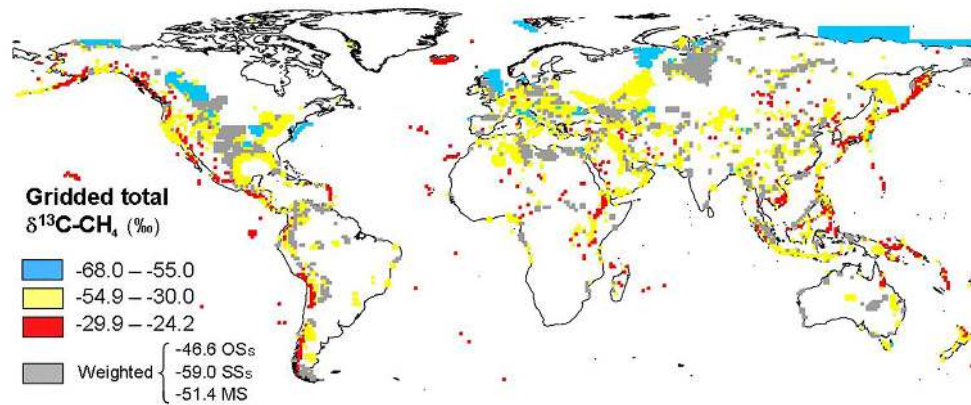 Gridded total
δ¹³C-CH₄ (‰)
-68.0 – -55.0
-54.9 – -30.0
-29.9 – -24.2
Weighted { -46.6 OSs
-59.0 SSs
-51.4 MS